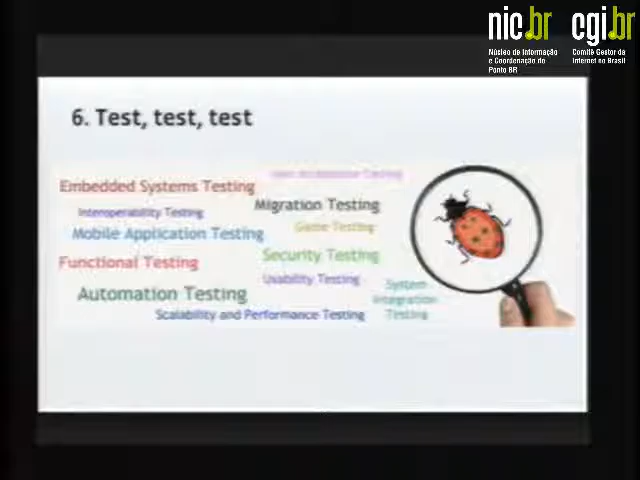 nic.br cgi.br
Núcleo de Informação
e Coordenação do
Ponto BR
Comitê Gestor da
Internet no Brasil
6. Test, test, test
User Acceptance Testing
Embedded Systems Testing
Migration Testing
Interoperability Testing
Game Testing
Mobile Application Testing
Security Testing
Functional Testing
Usability Testing
System
Integration
Testing
Automation Testing
Scalability and Performance Testing